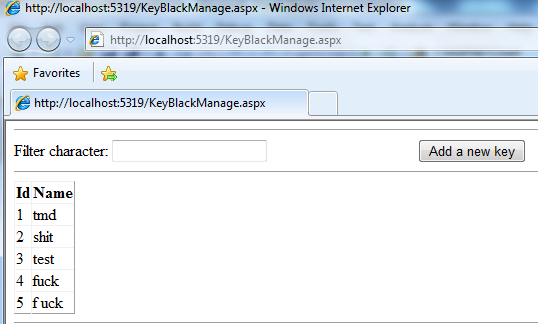 http://localhost:5319/KeyBlackManage.aspx - Windows Internet Explorer
http://localhost:5319/KeyBlackManage.aspx
Favorites
http://localhost:5319/KeyBlackManage.aspx
Filter character: Add a new key
Id Name
1 tmd
2 shit
3 test
4 fuck
5 f uck